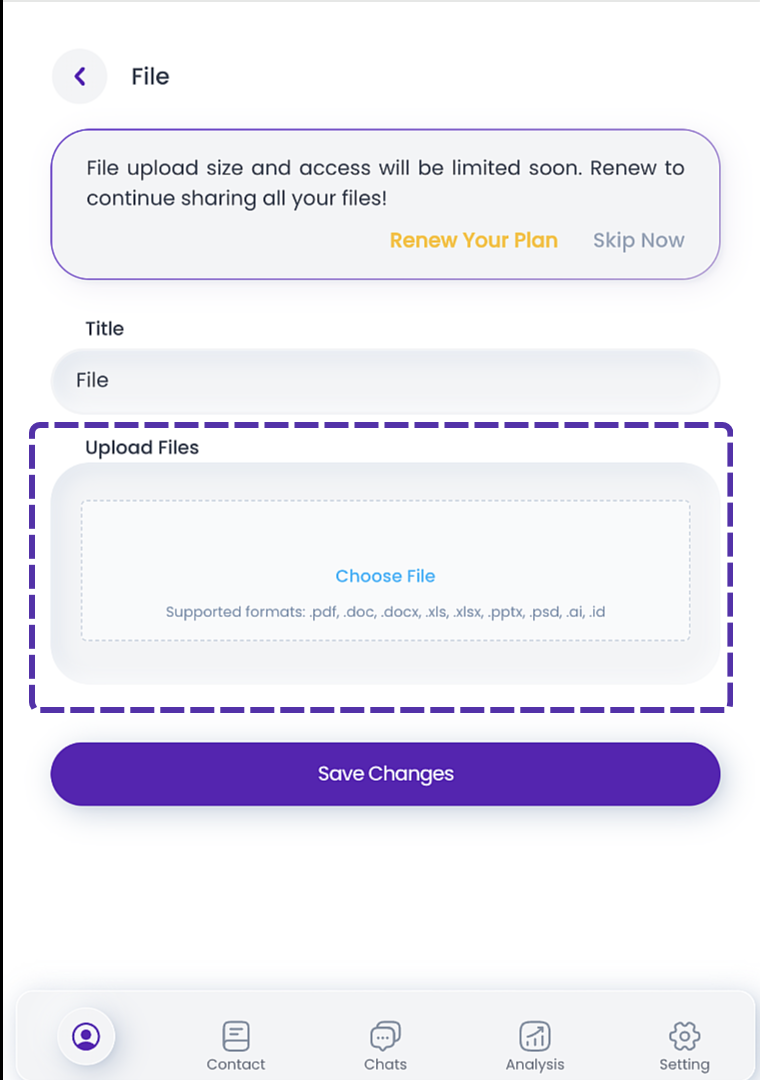 File
File upload size and access will be limited soon. Renew to
continue sharing all your files!
Renew Your Plan Skip Now
Title
File
Upload Files
Choose File
Supported formats: .pdf, .doc, .docx, .xls, .xlsx, .pptx, .psd, .ai, .id
Save Changes
Contact Chats Analysis Setting